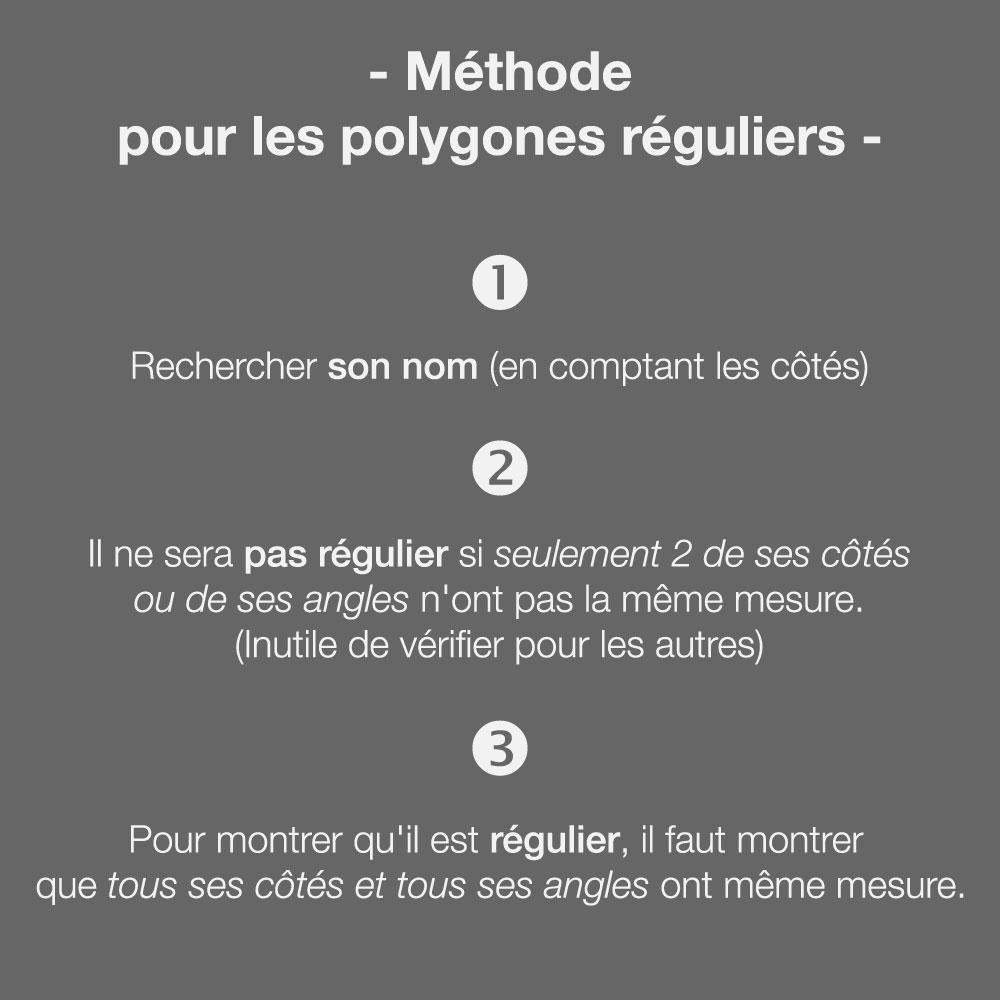 - Méthode
pour les polygones réguliers -
1
Rechercher son nom (en comptant les côtés)
2
Il ne sera pas régulier si seulement 2 de ses côtés
ou de ses angles n'ont pas la même mesure.
(Inutile de vérifier pour les autres)
3
Pour montrer qu'il est régulier, il faut montrer
que tous ses côtés et tous ses angles ont même mesure.